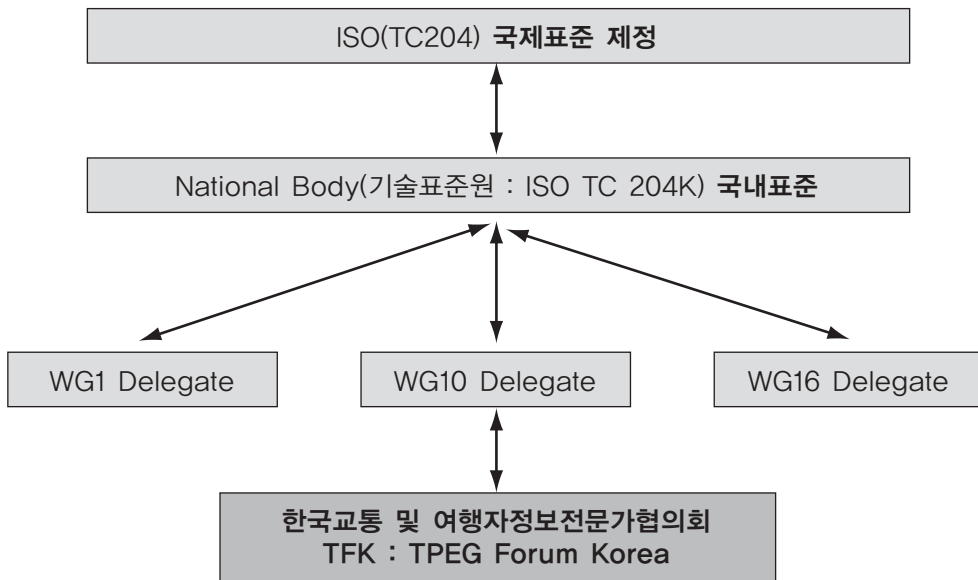 ISO(TC204) 국제표준 제정
National Body(기술표준원 : ISO TC 204K) 국내표준
WG1 Delegate
WG10 Delegate
WG16 Delegate
한국교통 및 여행자정보전문가협의회
TFK : TPEG Forum Korea